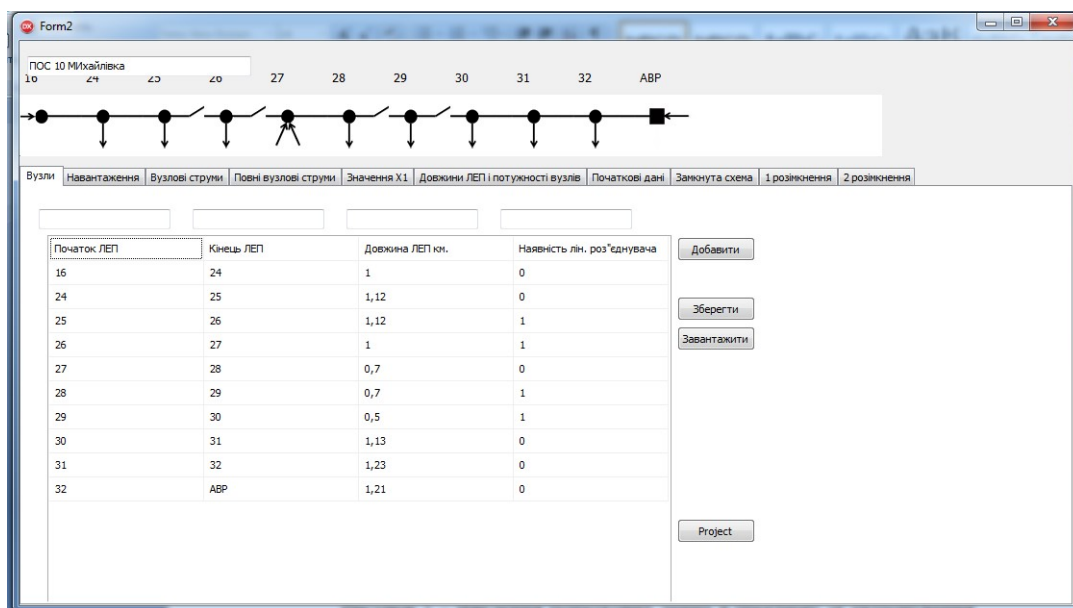 Form2
ПОС 10 МИхайлівка
16 24 25 26 27 28 29 30 31 32 АВР
Вузли Навантаження Вузлові струми Повні вузлові струми Значення X1 Довжини ЛЕП і потужності вузлів Початкові дані Замкнута схема 1 розімкнення 2 розімкнення
Початок ЛЕП Кінець ЛЕП Довжина ЛЕП км. Наявність лін. роз"єднувача Добавити
16 24 1 0
24 25 1,12 0
Зберегти
25 26 1,12 1
26 27 1 1
Завантажити
27 28 0,7 0
28 29 0,7 1
29 30 0,5 1
30 31 1,13 0
31 32 1,23 0
32 АВР 1,21 0
Project